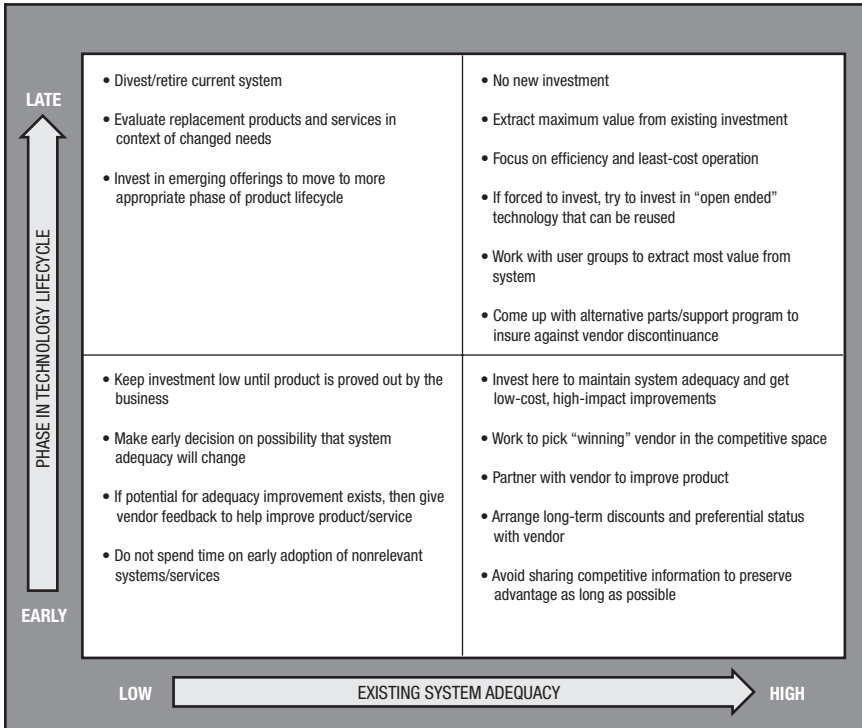 LATE
PHASE IN TECHNOLOGY LIFECYCLE
EARLY
• Divest/retire current system
• Evaluate replacement products and services in
context of changed needs
• Invest in emerging offerings to move to more
appropriate phase of product lifecycle
• No new investment
• Extract maximum value from existing investment
• Focus on efficiency and least-cost operation
• If forced to invest, try to invest in “open ended”
technology that can be reused
• Work with user groups to extract most value from
system
• Come up with alternative parts/support program to
insure against vendor discontinuance
• Keep investment low until product is proved out by the
business
• Make early decision on possibility that system
adequacy will change
• If potential for adequacy improvement exists, then give
vendor feedback to help improve product/service
• Do not spend time on early adoption of nonrelevant
systems/services
• Invest here to maintain system adequacy and get
low-cost, high-impact improvements
• Work to pick “winning” vendor in the competitive space
• Partner with vendor to improve product
• Arrange long-term discounts and preferential status
with vendor
• Avoid sharing competitive information to preserve
advantage as long as possible
LOW
EXISTING SYSTEM ADEQUACY
HIGH